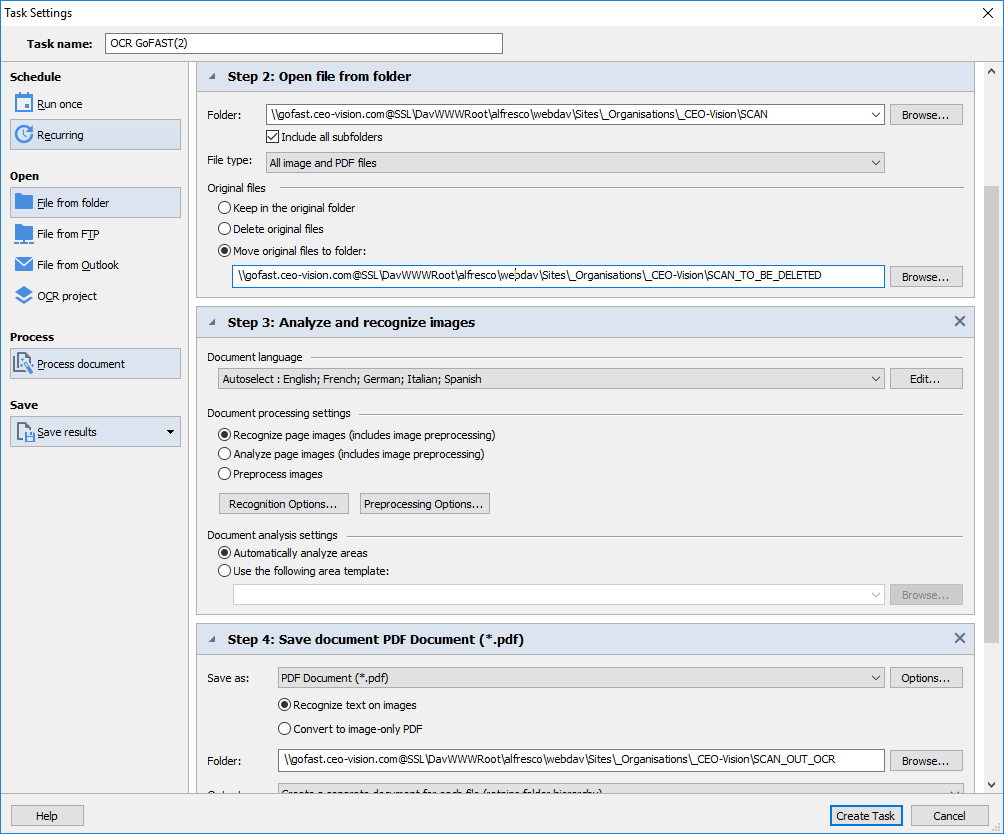 Task Settings
Task name: OCR GoFAST(2)
Schedule
Run once
Recurring
Open
File from folder
File from FTP
File from Outlook
OCR project
Process
Process document
Save
Save results
Step 2: Open file from folder
Folder: \\gofast.ceo-vision.com@SSL\DavWWWRoot\alfresco\webdav\Sites\_Organisations\_CEO-Vision\SCAN Browse...
Include all subfolders
File type: All image and PDF files
Original files
Keep in the original folder
Delete original files
Move original files to folder:
\\gofast.ceo-vision.com@SSL\DavWWWRoot\alfresco\webdav\Sites\_Organisations\_CEO-Vision\SCAN_TO_BE_DELETED Browse...
Step 3: Analyze and recognize images
Document language
Autoselect : English; French; German; Italian; Spanish Edit...
Document processing settings
Recognize page images (includes image preprocessing)
Analyze page images (includes image preprocessing)
Preprocess images
Recognition Options... Preprocessing Options...
Document analysis settings
Automatically analyze areas
Use the following area template:
Browse...
Step 4: Save document PDF Document (*.pdf)
Save as: PDF Document (*.pdf) Options...
Recognize text on images
Convert to image-only PDF
Folder: \\gofast.ceo-vision.com@SSL\DavWWWRoot\alfresco\webdav\Sites\_Organisations\_CEO-Vision\SCAN_OUT_OCR Browse...
Create a separate document for each file (retains folder hierarchy)
Help Create Task Cancel